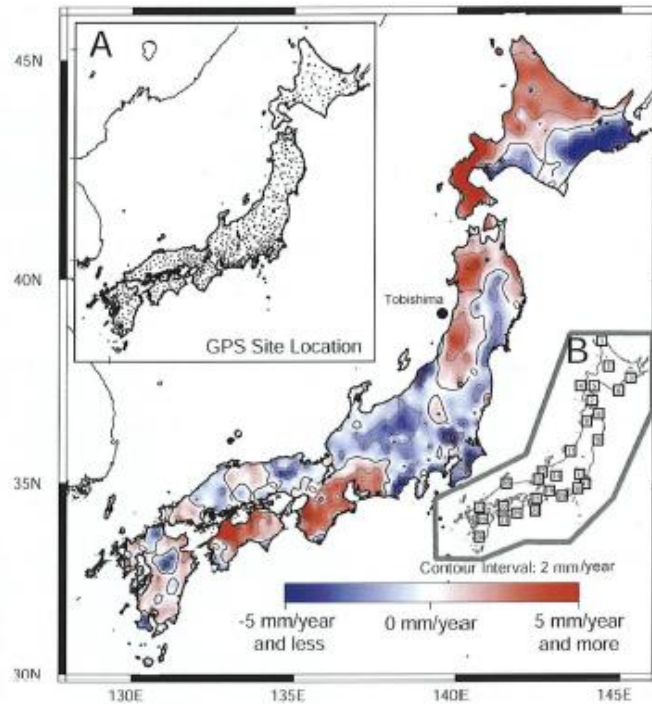 A
45N
40N
Tobishima
GPS Site Location
B
35N
Contour Interval: 2 mm/year
-5 mm/year
and less
0 mm/year
5 mm/year
and more
30N
130E
135E
140E
145E